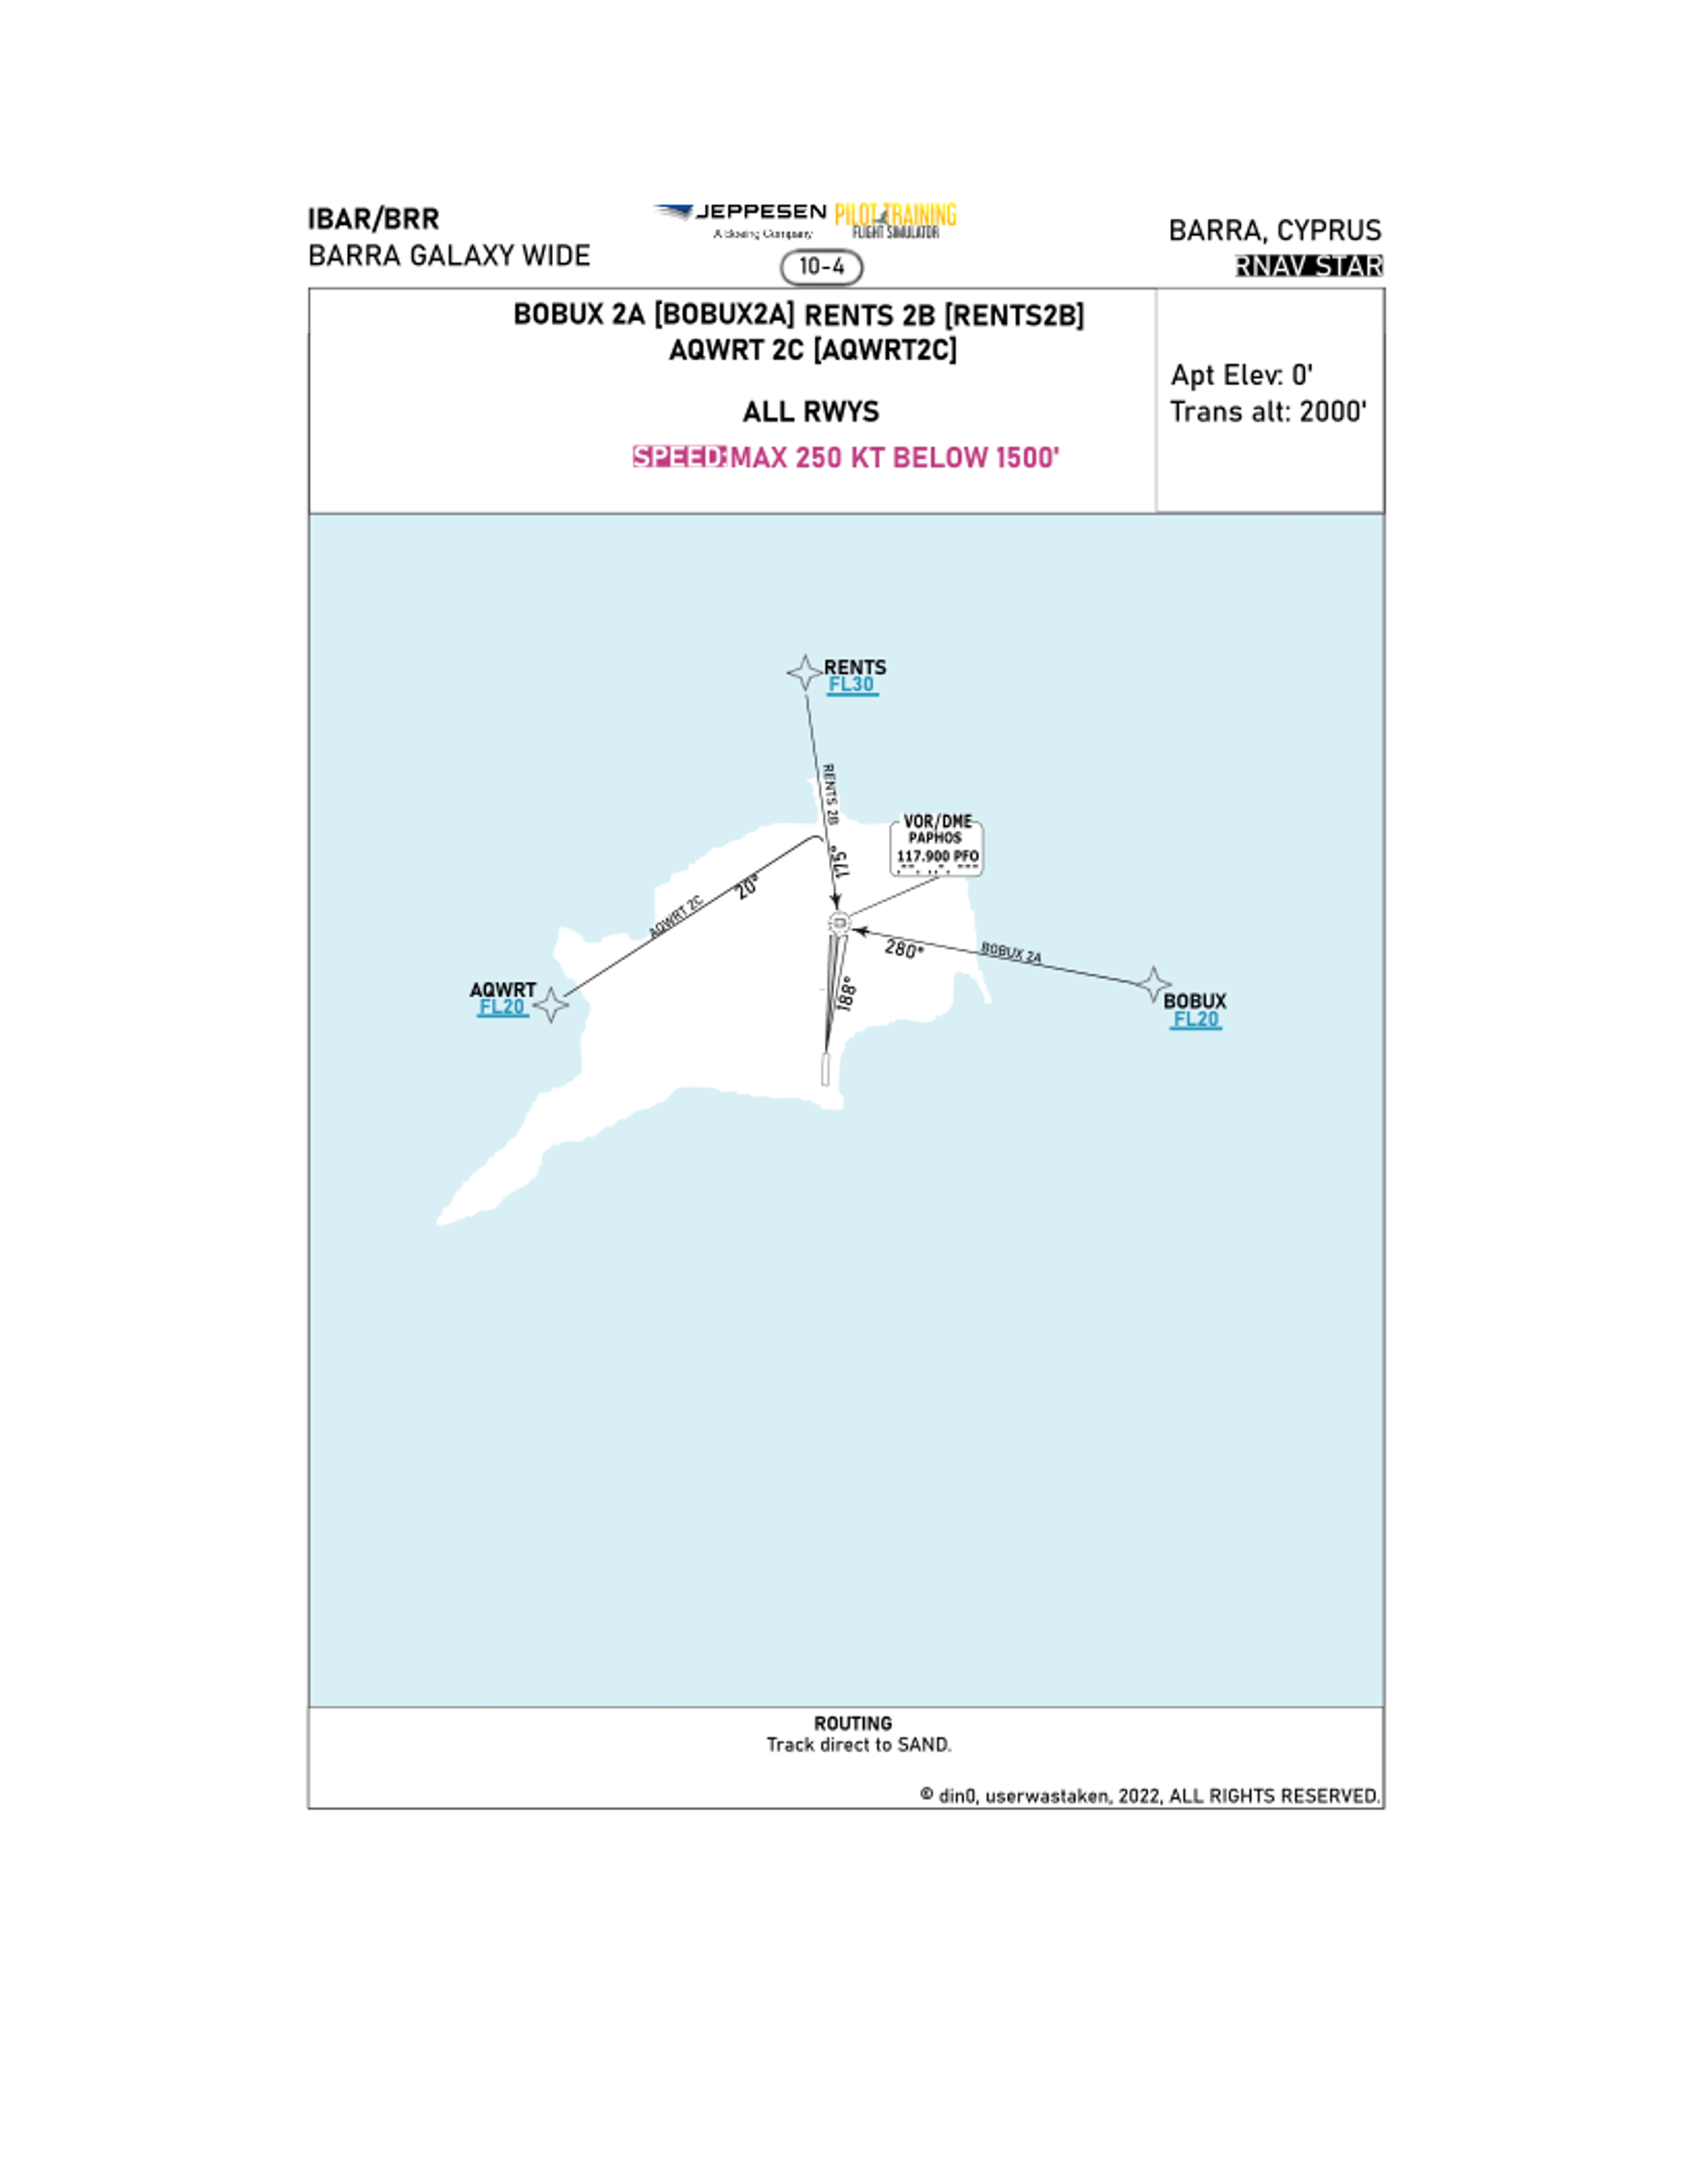 IBAR/BRR
BARRA GALAXY WIDE
JEPPESEN
A Boeing Company
PILOT TRAINING
FLIGHT SIMULATOR
10-4
BARRA, CYPRUS
RNAV STAR
BOBUX 2A [BOBUX2A] RENTS 2B [RENTS2B]
AQWRT 2C [AQWRT2C]
ALL RWYS
SPEED: MAX 250 KT BELOW 1500'
Apt Elev: 0'
Trans alt: 2000'
RENTS
FL30
RENTS 2B
175°
VOR/DME
PAPHOS
117.900 PFO
20°
AQWRT 2C
280°
BOBUX 2A
AQWRT
FL20
188°
BOBUX
FL20
ROUTING
Track direct to SAND.
© din0, userwastaken, 2022, ALL RIGHTS RESERVED.